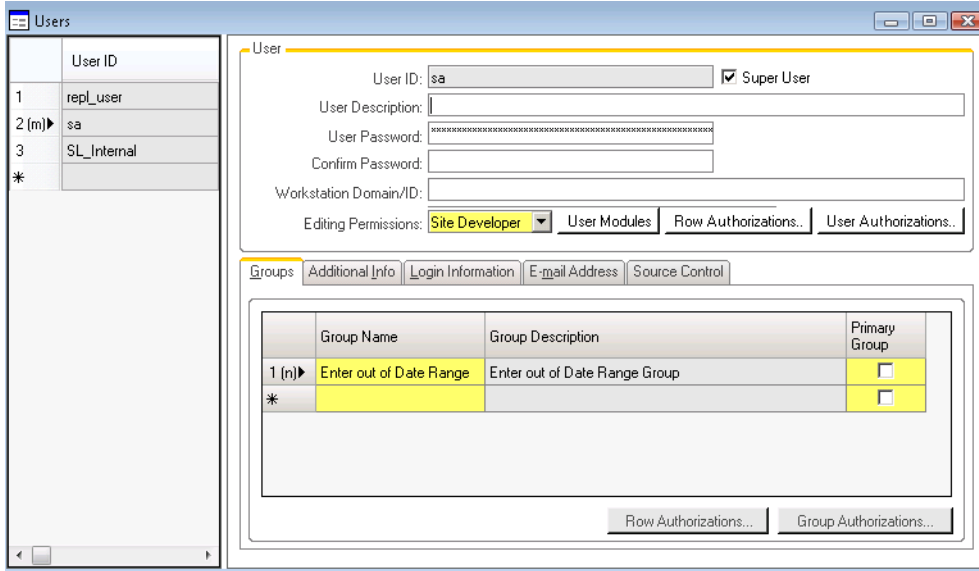 Users
User ID
1 repl_user
2 (m) sa
3 SL_Internal
*
User
User ID: sa Super User
User Description:
User Password: ******************************************************
Confirm Password:
Workstation Domain/ID:
Editing Permissions: Site Developer User Modules Row Authorizations.. User Authorizations..
Groups Additional Info Login Information E-mail Address Source Control
Group Name Group Description Primary Group
1 (n) Enter out of Date Range Enter out of Date Range Group
*
Row Authorizations... Group Authorizations...